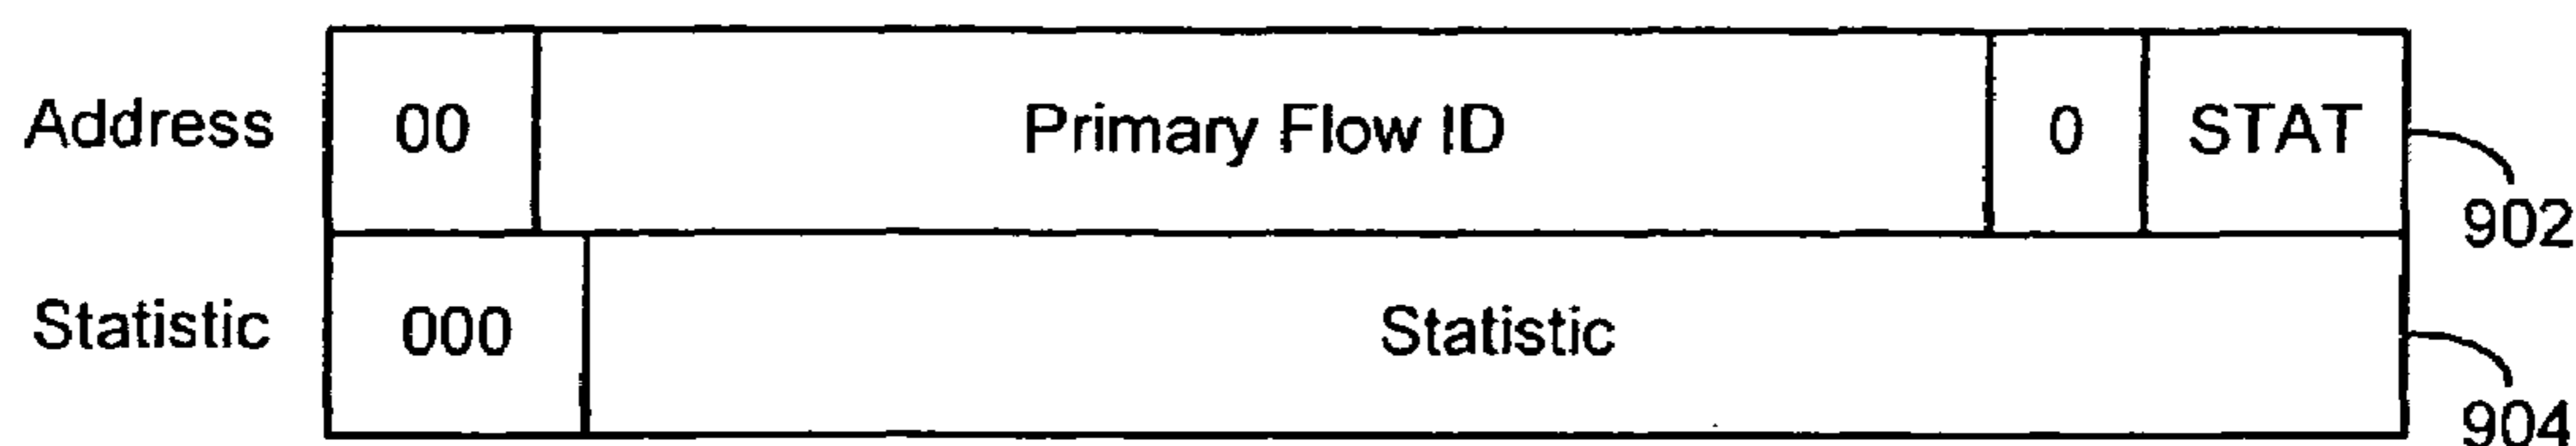 Address 00 Primary Flow ID 0 STAT
902
Statistic 000 Statistic
904